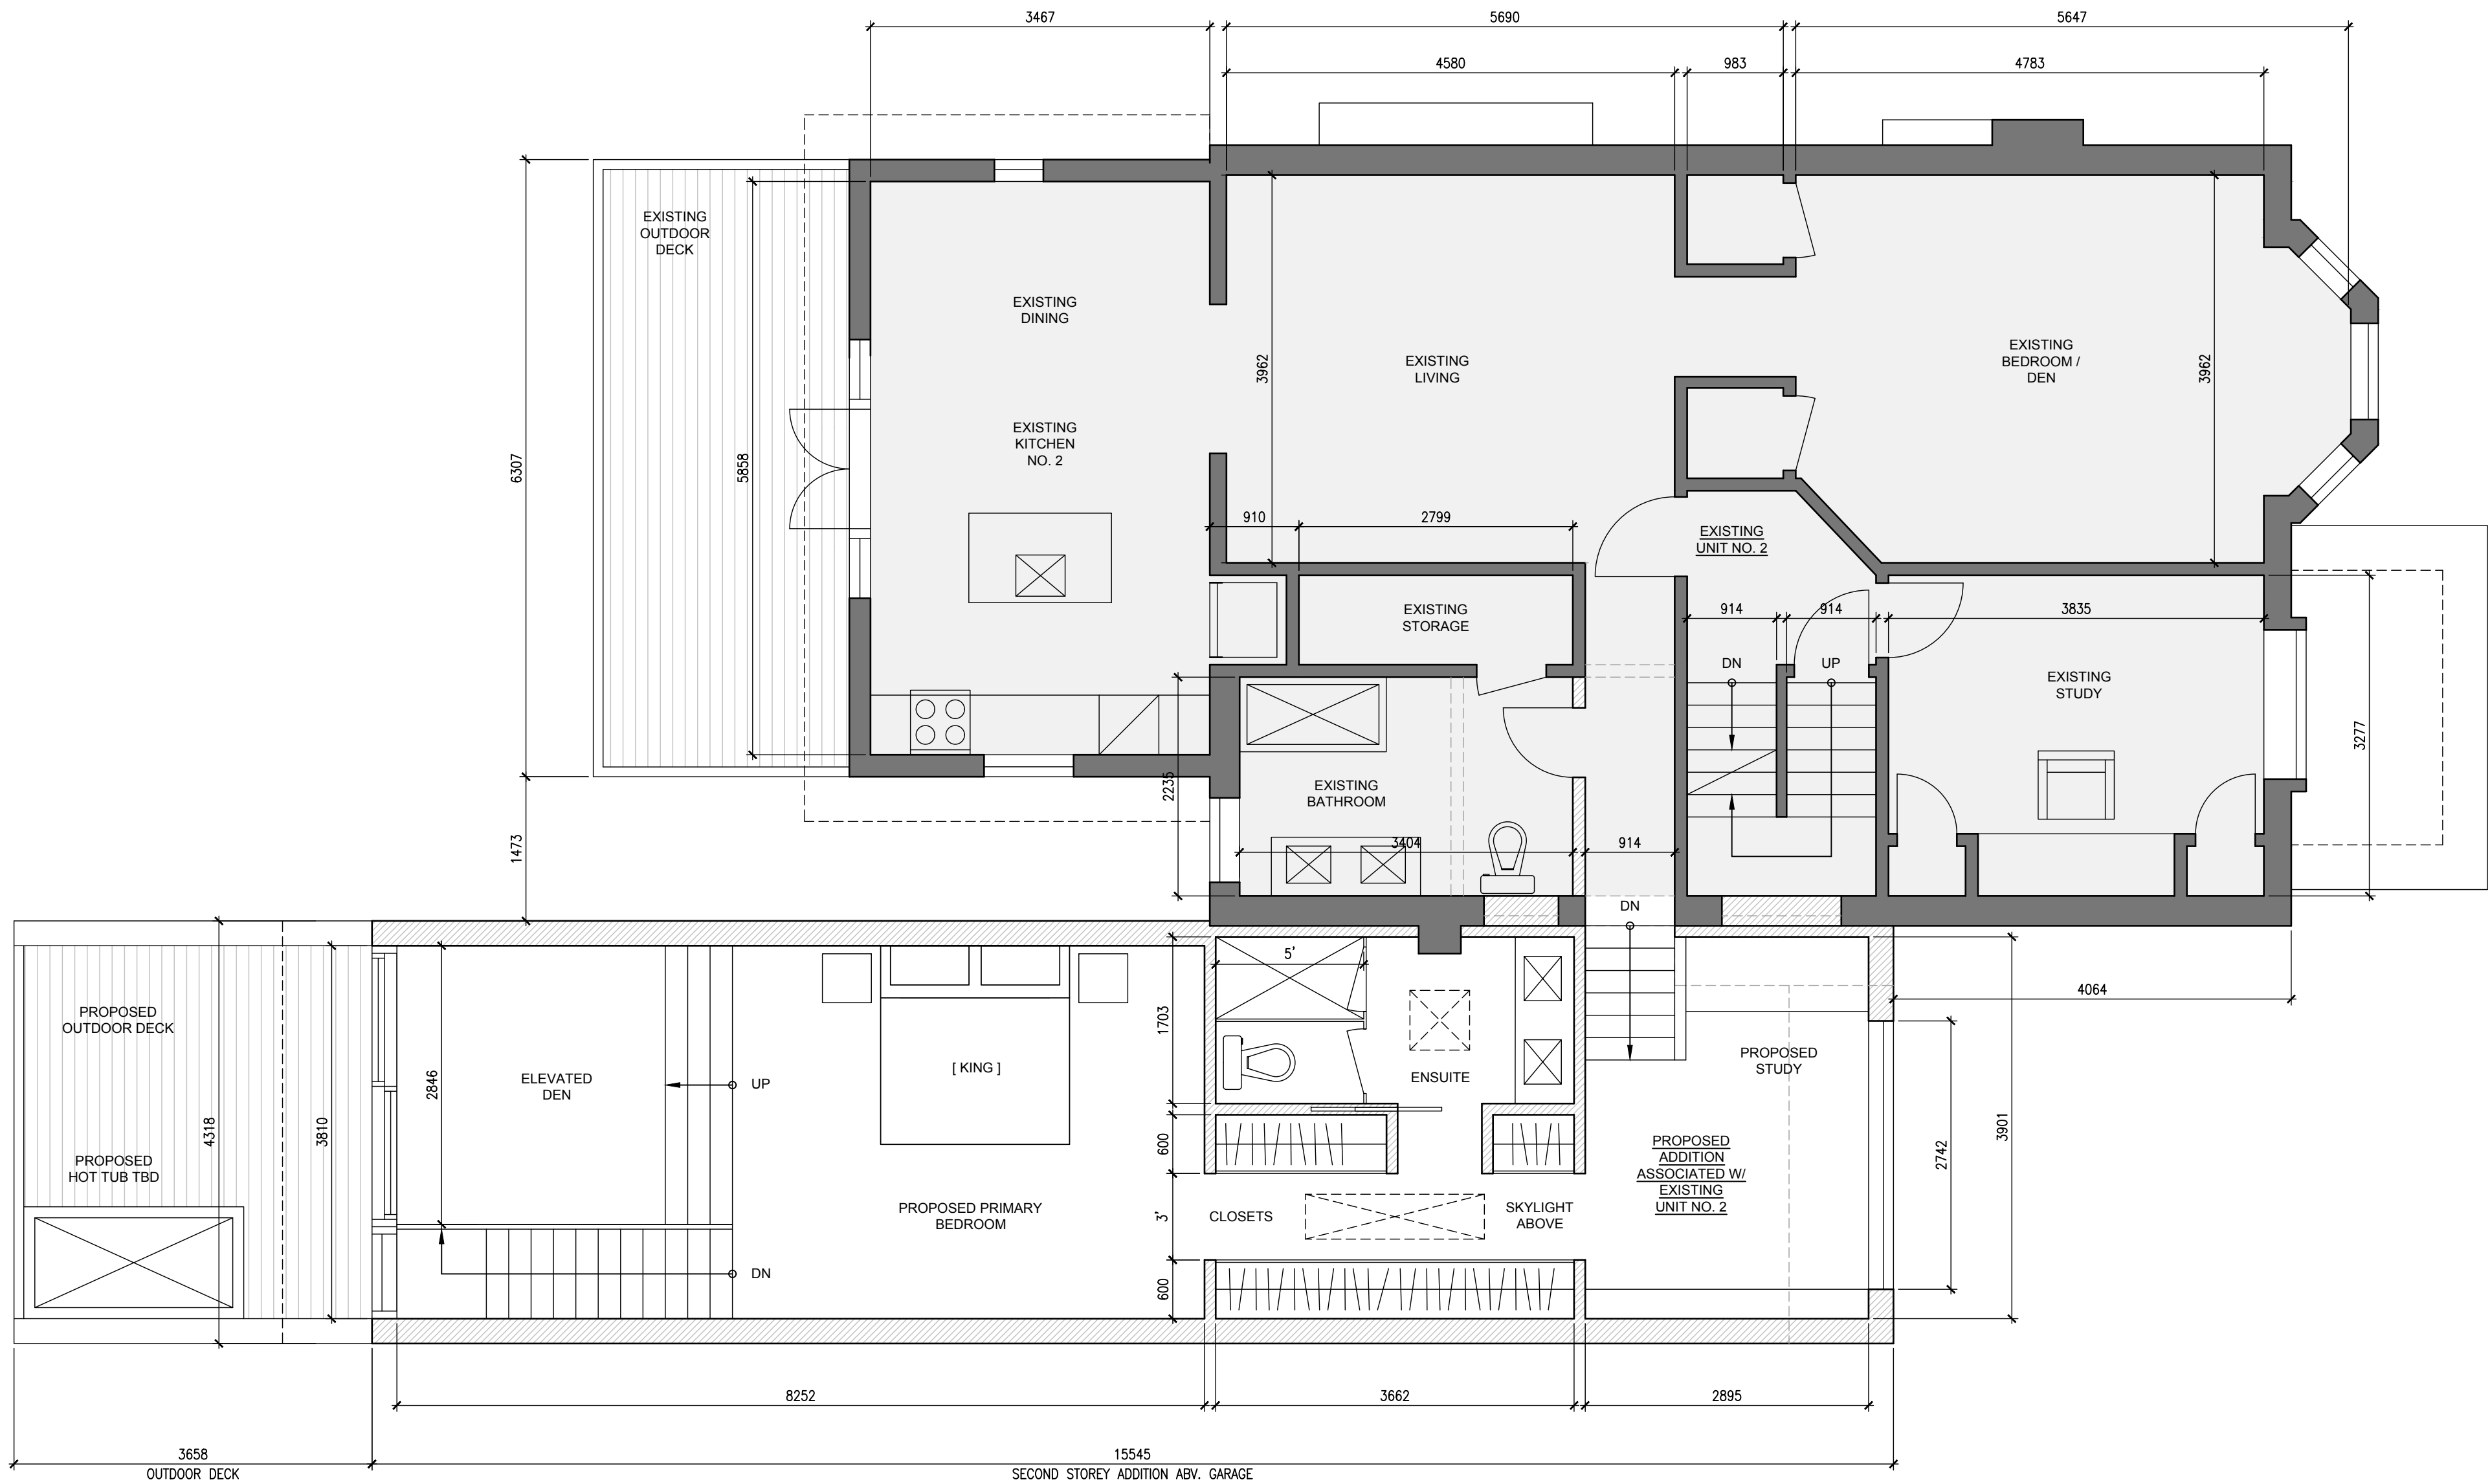 3467
5690
5647
4580
983
4783
EXISTING
OUTDOOR
DECK
EXISTING
DINING
EXISTING
LIVING
EXISTING
BEDROOM /
DEN
3962
3962
EXISTING
KITCHEN
NO. 2
6307
5858
910
2799
EXISTING
UNIT NO. 2
EXISTING
STORAGE
914
914
3835
DN
UP
EXISTING
STUDY
3277
2235
EXISTING
BATHROOM
3404
914
1473
DN
5'
4064
PROPOSED
OUTDOOR DECK
1703
PROPOSED
STUDY
ELEVATED
DEN
UP
[ KING ]
ENSUITE
2846
4318
3810
600
3901
2742
PROPOSED
HOT TUB TBD
PROPOSED
ADDITION
ASSOCIATED W/
EXISTING
UNIT NO. 2
PROPOSED PRIMARY
BEDROOM
3'
CLOSETS
SKYLIGHT
ABOVE
DN
600
8252
3662
2895
3658
OUTDOOR DECK
15545
SECOND STOREY ADDITION ABV. GARAGE